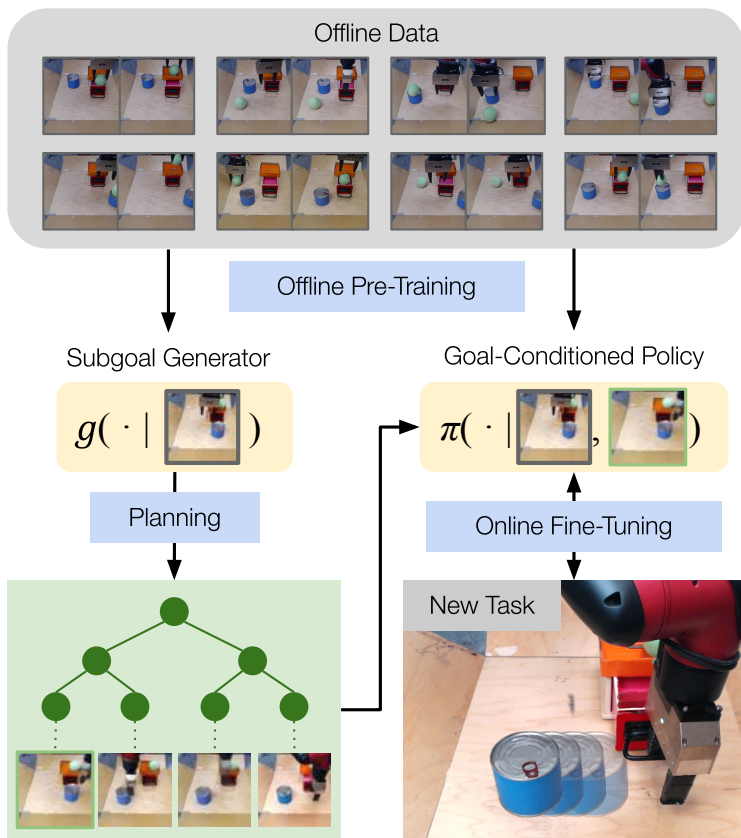 Offline Data
Offline Pre-Training
Subgoal Generator
Goal-Conditioned Policy
g( · | )
π( · | , )
Planning
Online Fine-Tuning
New Task